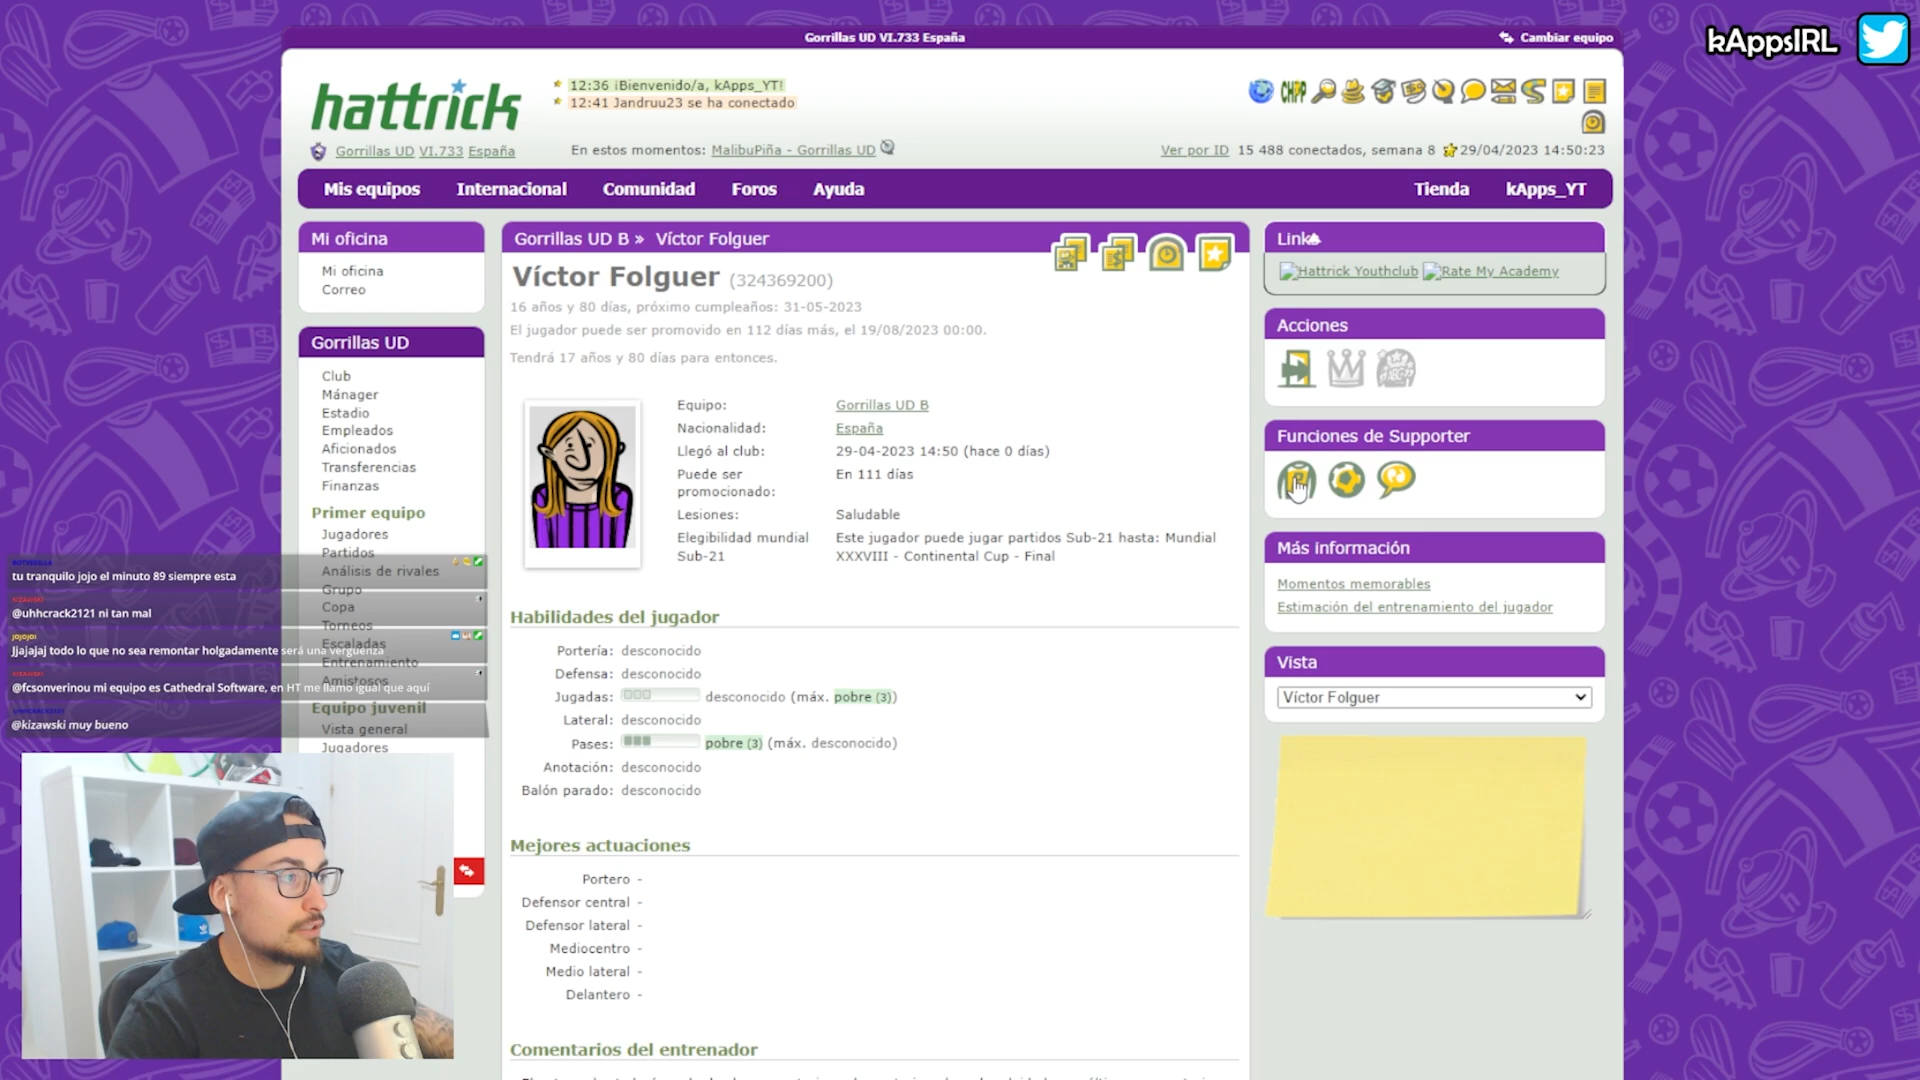 Gorrillas UD VI.733 España
Cambiar equipo
kAppsIRL
hattrick
12:36 ¡Bienvenido/a, kApps_YT!
12:41 Jandruu23 se ha conectado
CHPP
Gorrillas UD VI.733 España
En estos momentos: MalibuPiña - Gorrillas UD
Ver por ID 15 488 conectados, semana 8 29/04/2023 14:50:23
Mis equipos Internacional Comunidad Foros Ayuda Tienda kApps_YT
Mi oficina
Mi oficina
Correo
Gorrillas UD
Club
Mánager
Estadio
Empleados
Aficionados
Transferencias
Finanzas
Primer equipo
Jugadores
Partidos
Análisis de rivales
Grupo
Copa
Torneos
Escaladas
Entrenamiento
Amistosos
Equipo juvenil
Vista general
Jugadores
tu tranquilo jojo el minuto 89 siempre esta
@uhhcrack2121 ni tan mal
jojojoi
Jjajajaj todo lo que no sea remontar holgadamente será una vergüenza
@fcsonverinou mi equipo es Cathedral Software, en HT me llamo igual que aquí
@kizawski muy bueno
Gorrillas UD B » Víctor Folguer
Víctor Folguer (324369200)
16 años y 80 días, próximo cumpleaños: 31-05-2023
El jugador puede ser promovido en 112 días más, el 19/08/2023 00:00.
Tendrá 17 años y 80 días para entonces.
Equipo: Gorrillas UD B
Nacionalidad: España
Llegó al club: 29-04-2023 14:50 (hace 0 días)
Puede ser promocionado: En 111 días
Lesiones: Saludable
Elegibilidad mundial Sub-21 Este jugador puede jugar partidos Sub-21 hasta: Mundial
XXXVIII - Continental Cup - Final
Habilidades del jugador
Portería: desconocido
Defensa: desconocido
Jugadas: desconocido (máx. pobre (3))
Lateral: desconocido
Pases: pobre (3) (máx. desconocido)
Anotación: desconocido
Balón parado: desconocido
Mejores actuaciones
Portero -
Defensor central -
Defensor lateral -
Mediocentro -
Medio lateral -
Delantero -
Comentarios del entrenador
Links
Hattrick Youthclub Rate My Academy
Acciones
Funciones de Supporter
Más información
Momentos memorables
Estimación del entrenamiento del jugador
Vista
Víctor Folguer